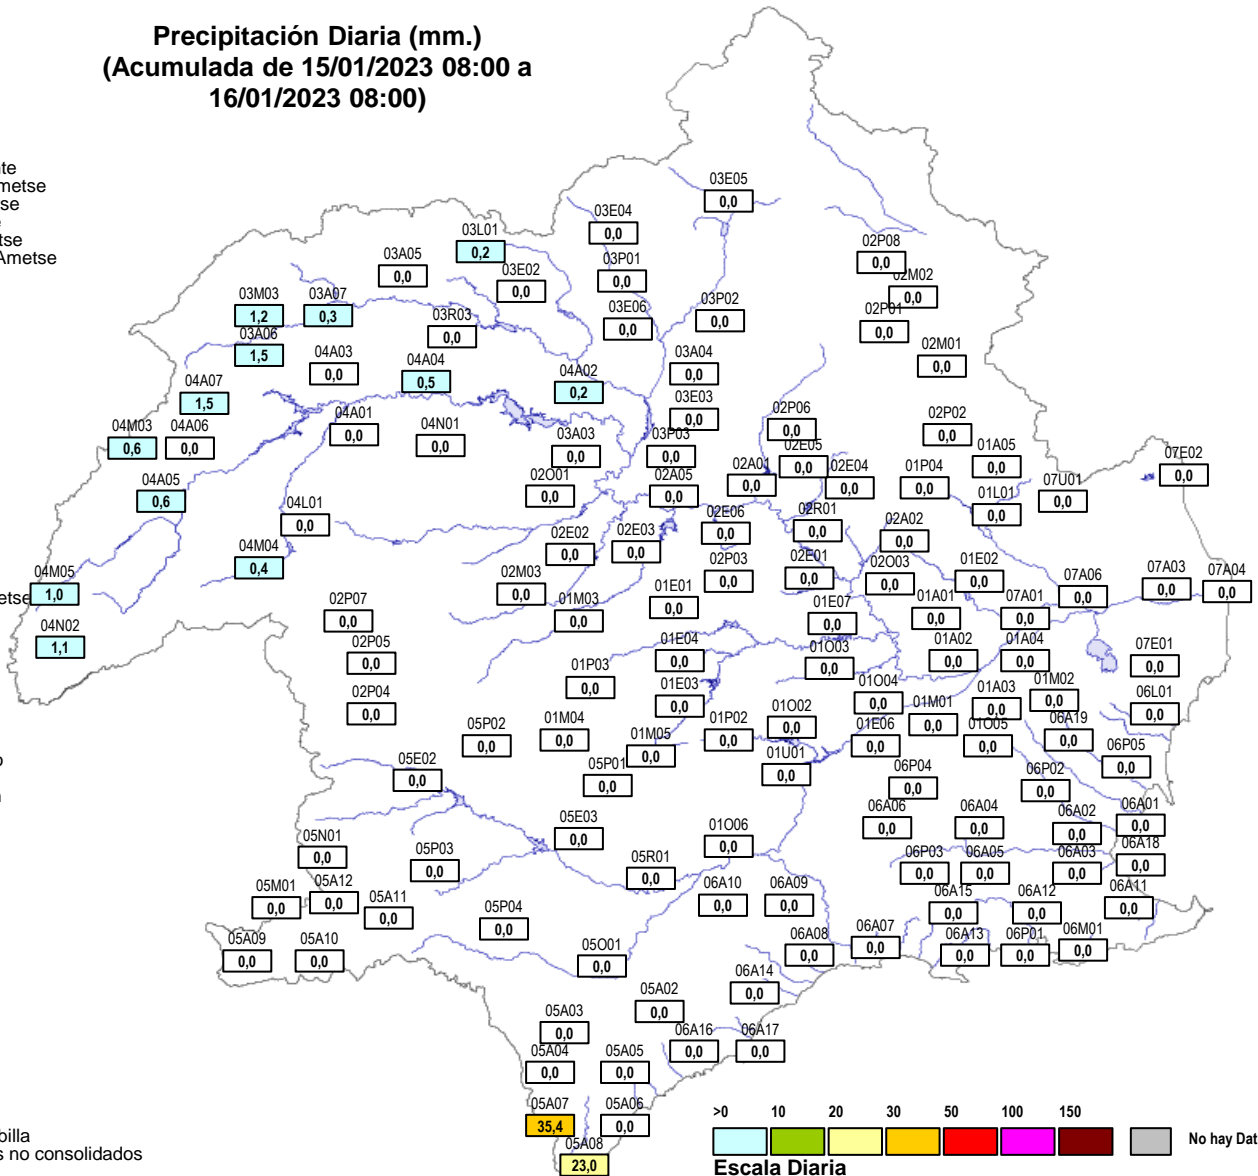 Precipitación Diaria (mm.)
(Acumulada de 15/01/2023 08:00 a
16/01/2023 08:00)
03E05
0,0
03E04
0,0
03L01
0,2
03A05
0,0
03E02
0,0
03P01
0,0
02P08
0,0
02M02
0,0
03M03
1,2
03A07
0,3
03R03
0,0
03E06
0,0
03P02
0,0
02P01
0,0
03A06
1,5
04A03
0,0
04A04
0,5
04A02
0,2
03A04
0,0
02M01
0,0
04A07
1,5
03E03
0,0
04M03
0,6
04A06
0,0
04A01
0,0
04N01
0,0
03A03
0,0
03P03
0,0
02P06
0,0
02P02
0,0
02E05
0,0
01A05
0,0
07E02
0,0
04A05
0,6
02O01
0,0
02A05
0,0
02A01
0,0
02E04
0,0
01P04
0,0
07U01
0,0
01L01
0,0
04L01
0,0
02E06
0,0
02R01
0,0
02A02
0,0
04M04
0,4
02E02
0,0
02E03
0,0
02P03
0,0
02E01
0,0
02O03
0,0
01E02
0,0
04M05
1,0
02M03
0,0
01M03
0,0
01E01
0,0
07A06
0,0
07A03
0,0
07A04
0,0
02P07
0,0
01E07
0,0
01A01
0,0
07A01
0,0
04N02
1,1
02P05
0,0
01E04
0,0
01O03
0,0
01A02
0,0
01A04
0,0
07E01
0,0
01P03
0,0
02P04
0,0
01E03
0,0
01O04
0,0
01A03
0,0
01M02
0,0
06L01
0,0
05P02
0,0
01M04
0,0
01M05
0,0
01P02
0,0
01O02
0,0
01E06
0,0
01M01
0,0
01O05
0,0
06A19
0,0
05E02
0,0
05P01
0,0
01U01
0,0
06P04
0,0
06P02
0,0
06P05
0,0
05E03
0,0
01O06
0,0
06A06
0,0
06A04
0,0
06A02
0,0
06A01
0,0
05N01
0,0
05P03
0,0
05R01
0,0
06P03
0,0
06A05
0,0
06A03
0,0
06A18
0,0
05M01
0,0
05A12
0,0
05A11
0,0
06A10
0,0
06A09
0,0
06A15
0,0
06A12
0,0
06A11
0,0
05P04
0,0
05A09
0,0
05A10
0,0
05O01
0,0
06A08
0,0
06A07
0,0
06A13
0,0
06P01
0,0
06M01
0,0
05A02
0,0
06A14
0,0
05A03
0,0
06A16
0,0
06A17
0,0
05A04
0,0
05A05
0,0
05A07
35,4
05A06
0,0
05A08
23,0
nte
metse
tse
Ametse
etse
billa
s no consolidados
>0 10 20 30 50 100 150
No hay Dat
Escala Diaria